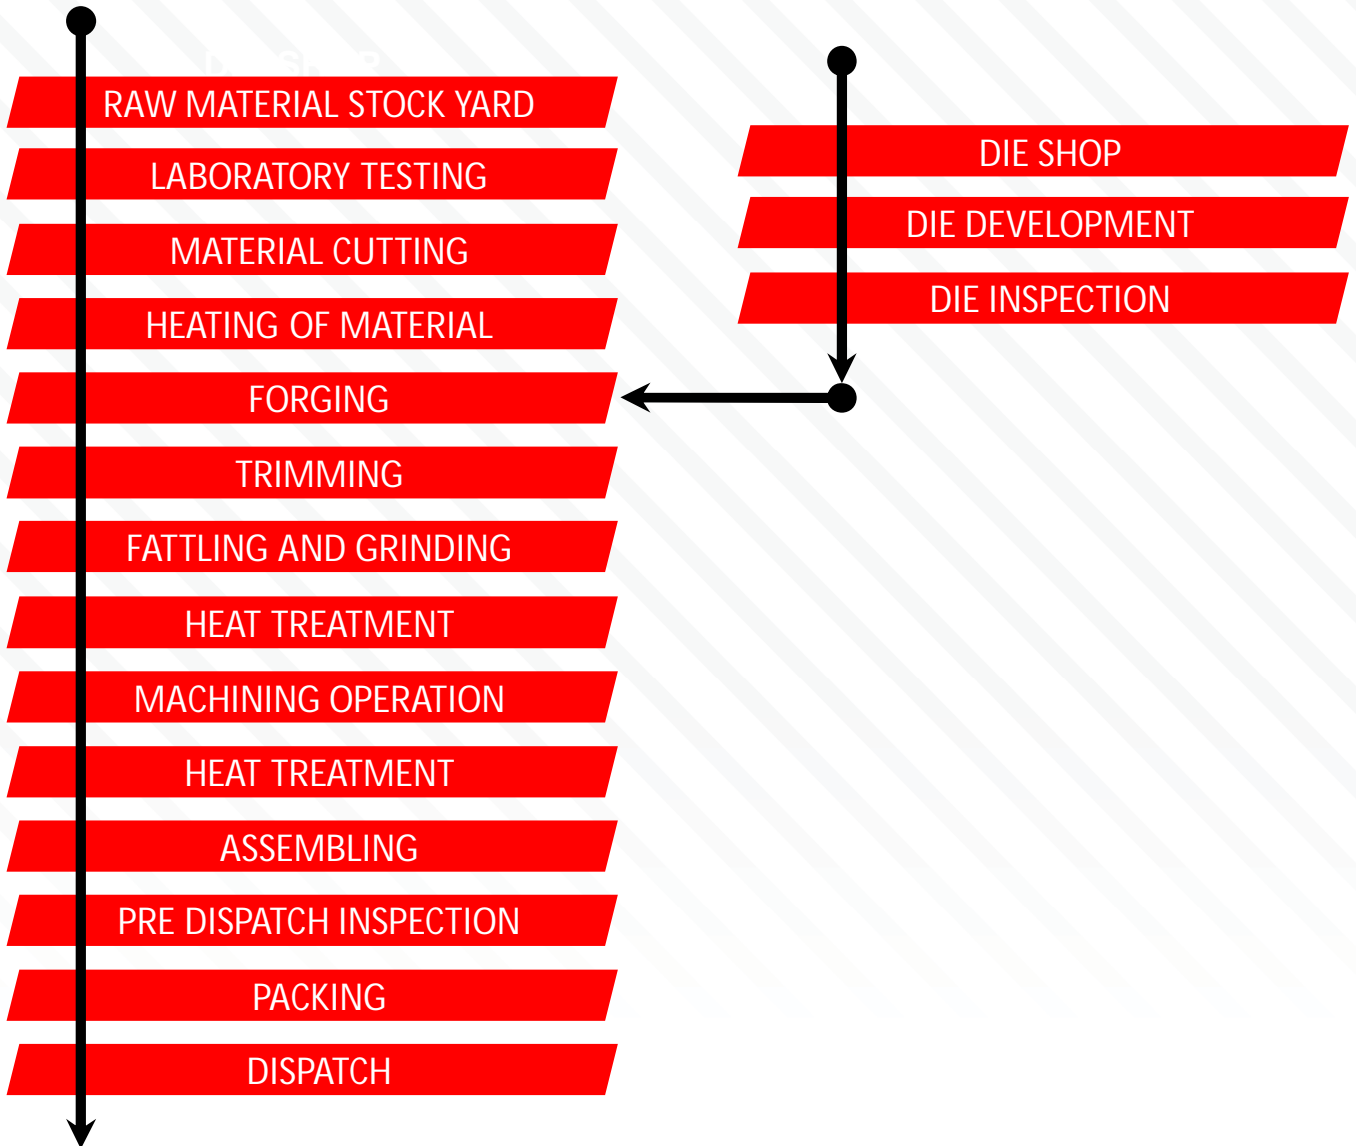 RAW MATERIAL STOCK YARD
LABORATORY TESTING
MATERIAL CUTTING
HEATING OF MATERIAL
FORGING
TRIMMING
FATTLING AND GRINDING
HEAT TREATMENT
MACHINING OPERATION
HEAT TREATMENT
ASSEMBLING
PRE DISPATCH INSPECTION
PACKING
DISPATCH
DIE SHOP
DIE DEVELOPMENT
DIE INSPECTION